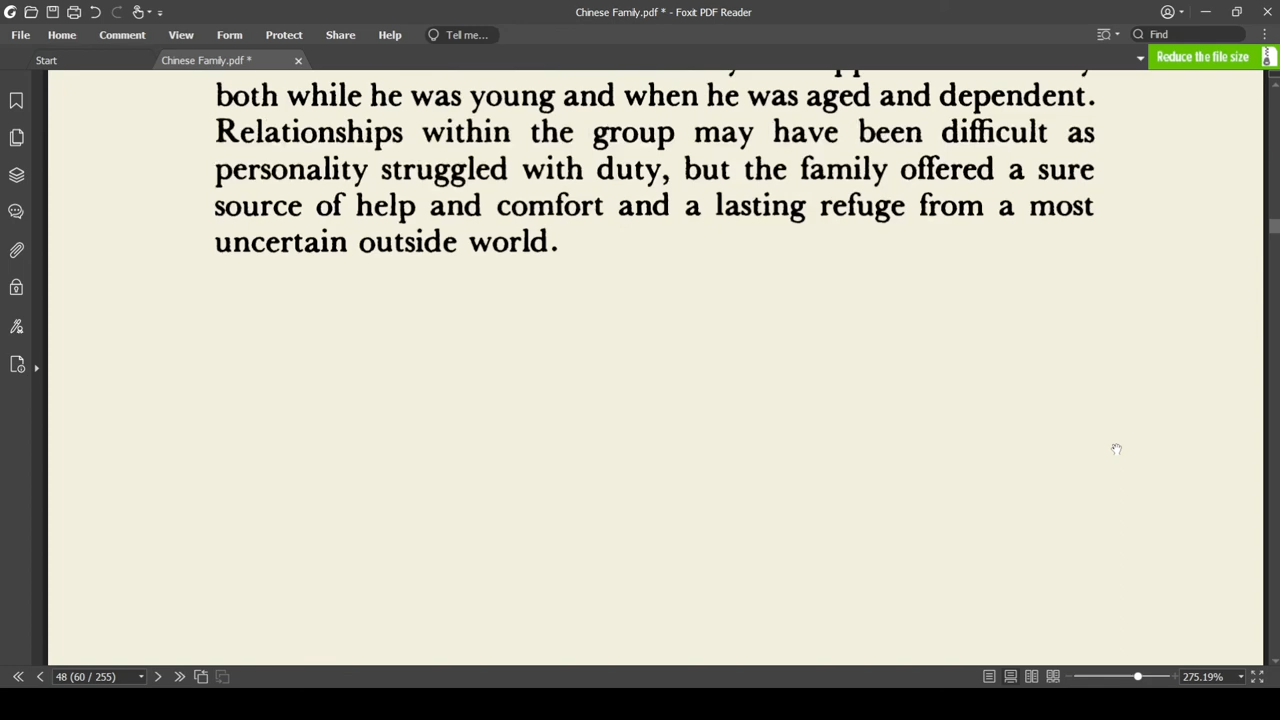 Chinese Family.pdf * - Foxit PDF Reader
File Home Comment View Form Protect Share Help Tell me... Find
Start Chinese Family.pdf * Reduce the file size
both while he was young and when he was aged and dependent.
Relationships within the group may have been difficult as
personality struggled with duty, but the family offered a sure
source of help and comfort and a lasting refuge from a most
uncertain outside world.
48 (60 / 255) 275.19%